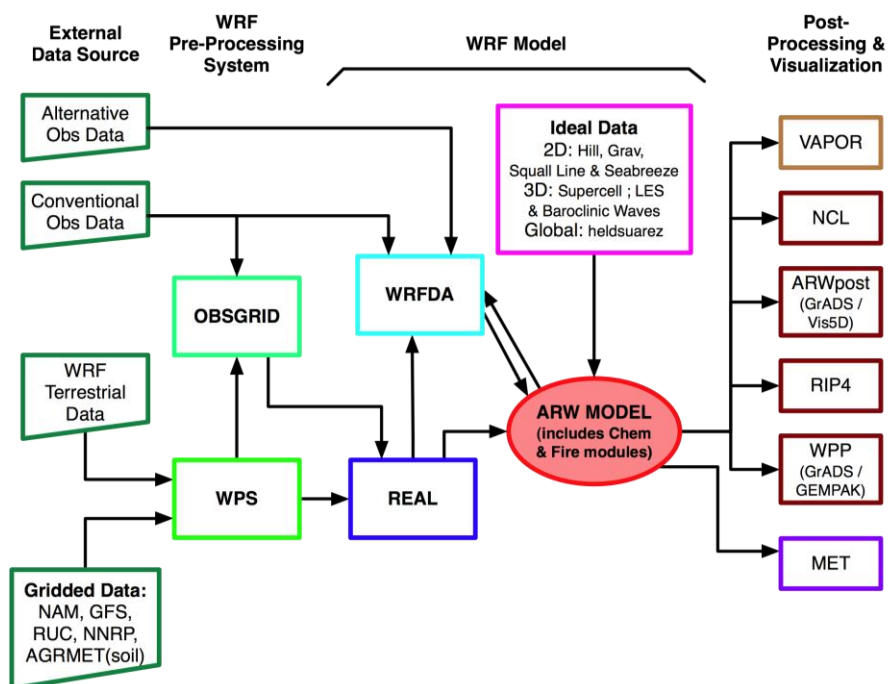 External
Data Source
WRF
Pre-Processing
System
WRF Model
Post-
Processing &
Visualization
Alternative
Obs Data
Conventional
Obs Data
WRF
Terrestrial
Data
Gridded Data:
NAM, GFS,
RUC, NNRP,
AGRMET(soil)
OBSGRID
WPS
WRFDA
REAL
Ideal Data
2D: Hill, Grav,
Squall Line & Seabreeze
3D: Supercell ; LES
& Baroclinic Waves
Global: heldsuarez
ARW MODEL
(includes Chem
& Fire modules)
VAPOR
NCL
ARWpost
(GrADS /
Vis5D)
RIP4
WPP
(GrADS /
GEMPAK)
MET